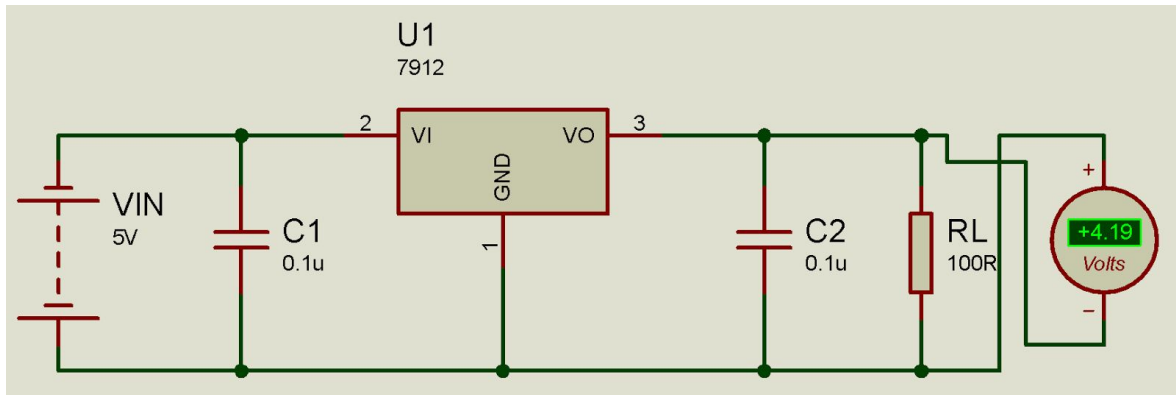 U1
7912
2
VI
VO
3
GND
1
VIN
5V
C1
0.1u
C2
0.1u
RL
100R
+
+4.19
Volts
−